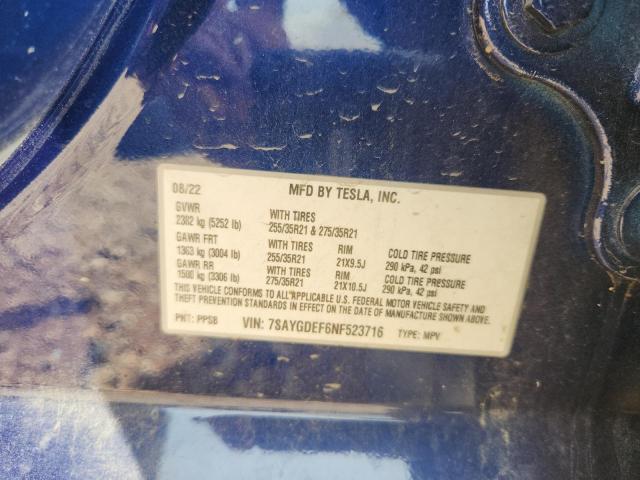 08/22 MFD BY TESLA, INC.
GVWR WITH TIRES
2382 kg (5252 lb) 255/35R21 & 275/35R21
GAWR FRT WITH TIRES RIM COLD TIRE PRESSURE
1363 kg (3004 lb) 255/35R21 21X9.5J 290 kPa, 42 psi
GAWR RR WITH TIRES RIM COLD TIRE PRESSURE
1500 kg (3306 lb) 275/35R21 21X10.5J 290 kPa, 42 psi
THIS VEHICLE CONFORMS TO ALL APPLICABLE U.S. FEDERAL MOTOR VEHICLE SAFETY AND
THEFT PREVENTION STANDARDS IN EFFECT ON THE DATE OF MANUFACTURE SHOWN ABOVE.
PNT: PPSB VIN: 7SAYGDEF6NF523716 TYPE: MPV